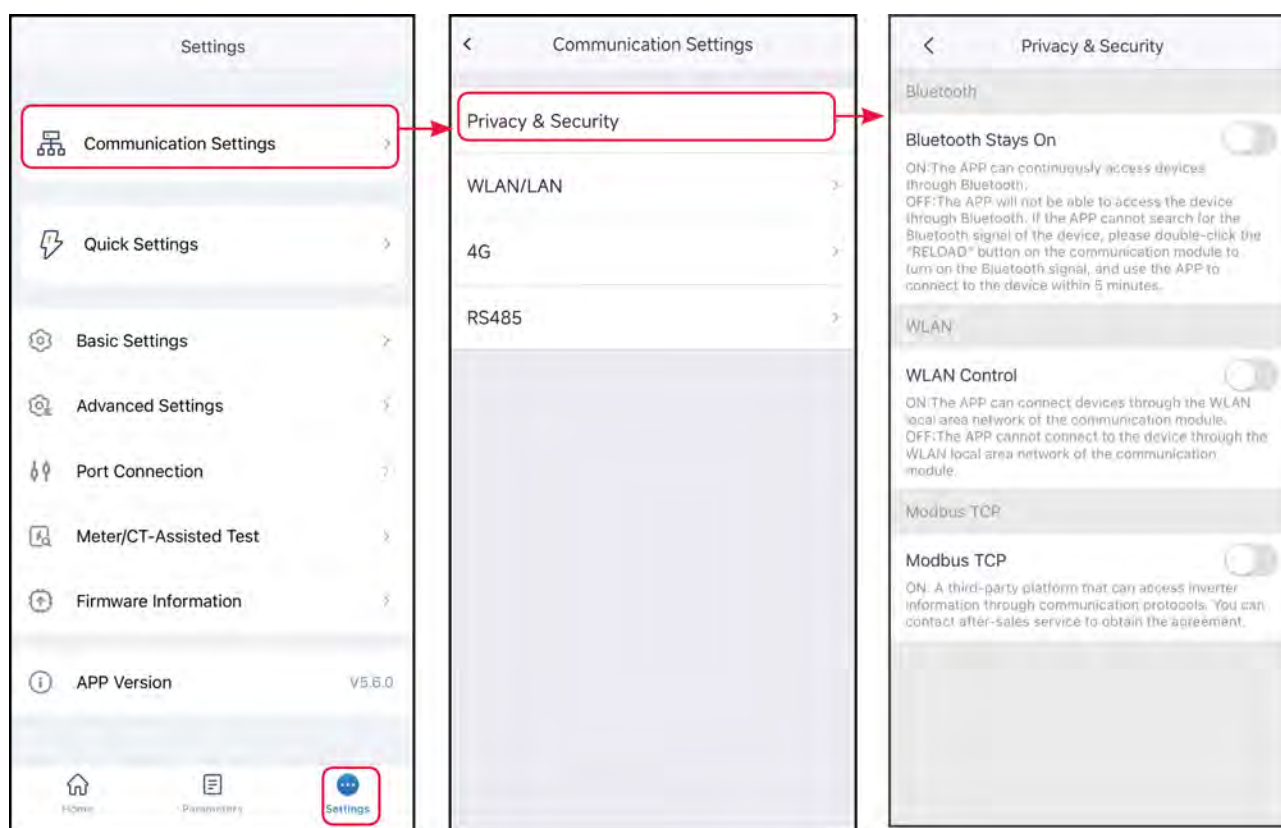 Settings
Communication Settings
Quick Settings
Basic Settings
Advanced Settings
Port Connection
Meter/CT-Assisted Test
Firmware Information
APP Version V5.6.0
Home Parameters Settings
Communication Settings
Privacy & Security
WLAN/LAN
4G
RS485
Privacy & Security
Bluetooth
Bluetooth Stays On
ON:The APP can continuously access devices
through Bluetooth.
OFF:The APP will not be able to access the device
through Bluetooth. If the APP cannot search for the
Bluetooth signal of the device, please double-click the
"RELOAD" button on the communication module to
turn on the Bluetooth signal, and use the APP to
connect to the device within 5 minutes.
WLAN
WLAN Control
ON:The APP can connect devices through the WLAN
local area network of the communication module.
OFF:The APP cannot connect to the device through the
WLAN local area network of the communication
module.
Modbus TCP
Modbus TCP
ON: A third-party platform that can access inverter
information through communication protocols. You can
contact after-sales service to obtain the agreement.